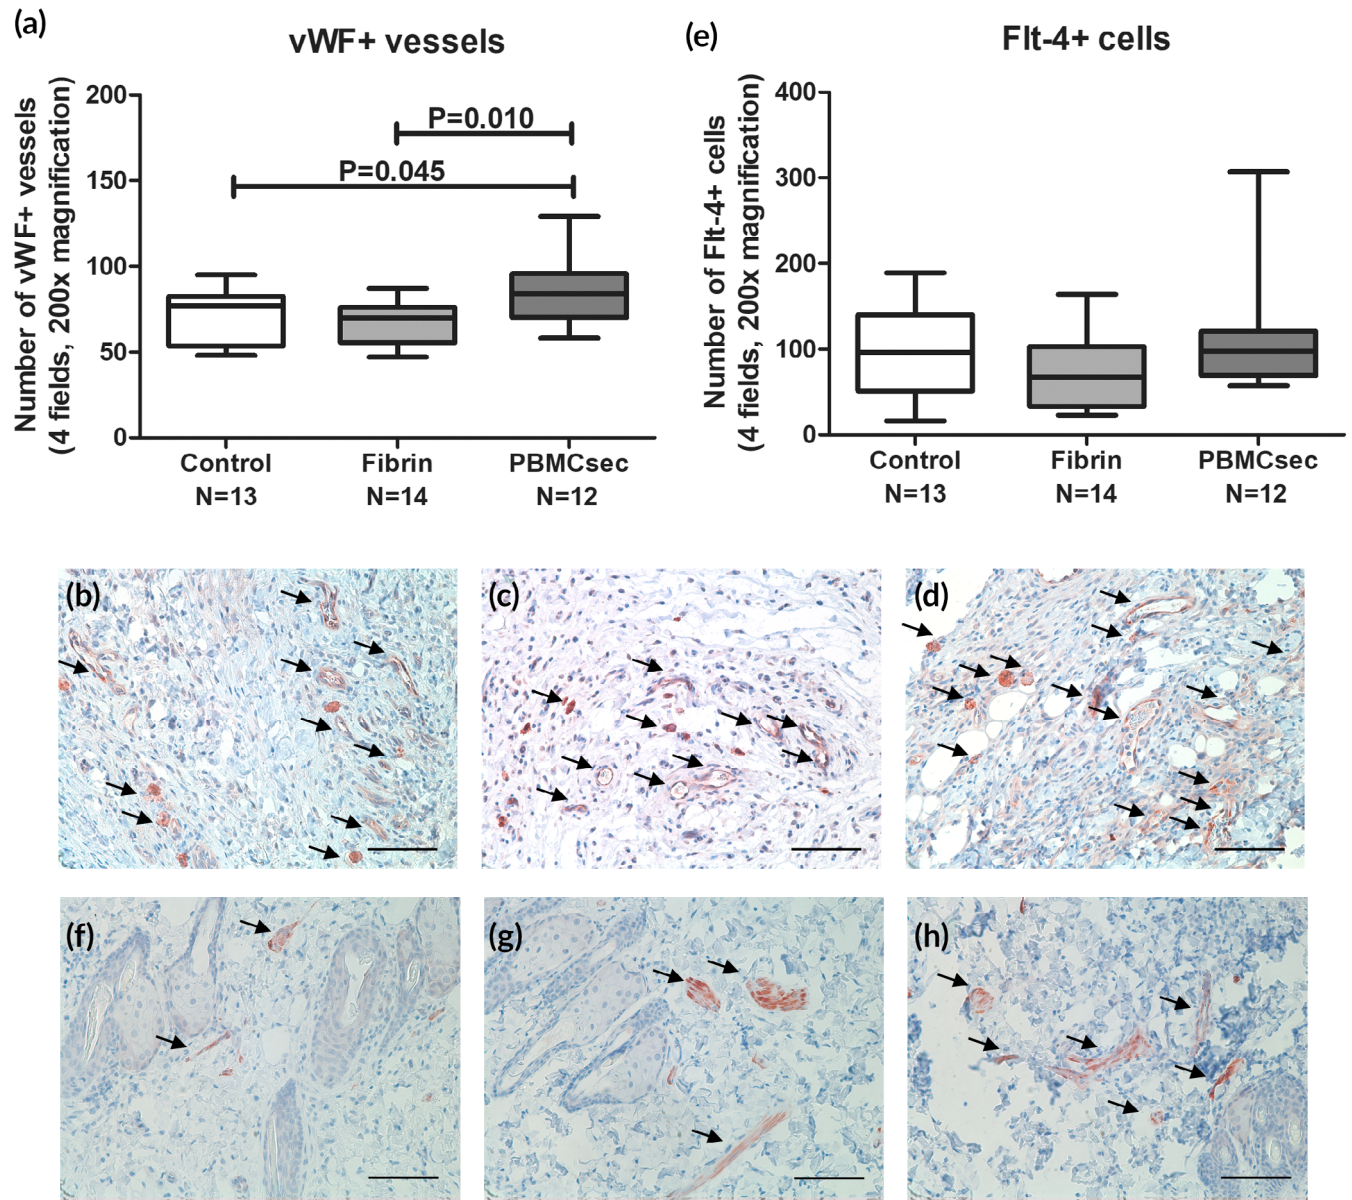 (a)
vWF+ vessels
Number of vWF+ vessels
(4 fields, 200x magnification)
200
150
100
50
0
P=0.010
P=0.045
Control
N=13
Fibrin
N=14
PBMCsec
N=12
(e)
Flt-4+ cells
Number of Flt-4+ cells
(4 fields, 200x magnification)
400
300
200
100
0
Control
N=13
Fibrin
N=14
PBMCsec
N=12
(b)
(c)
(d)
(f)
(g)
(h)